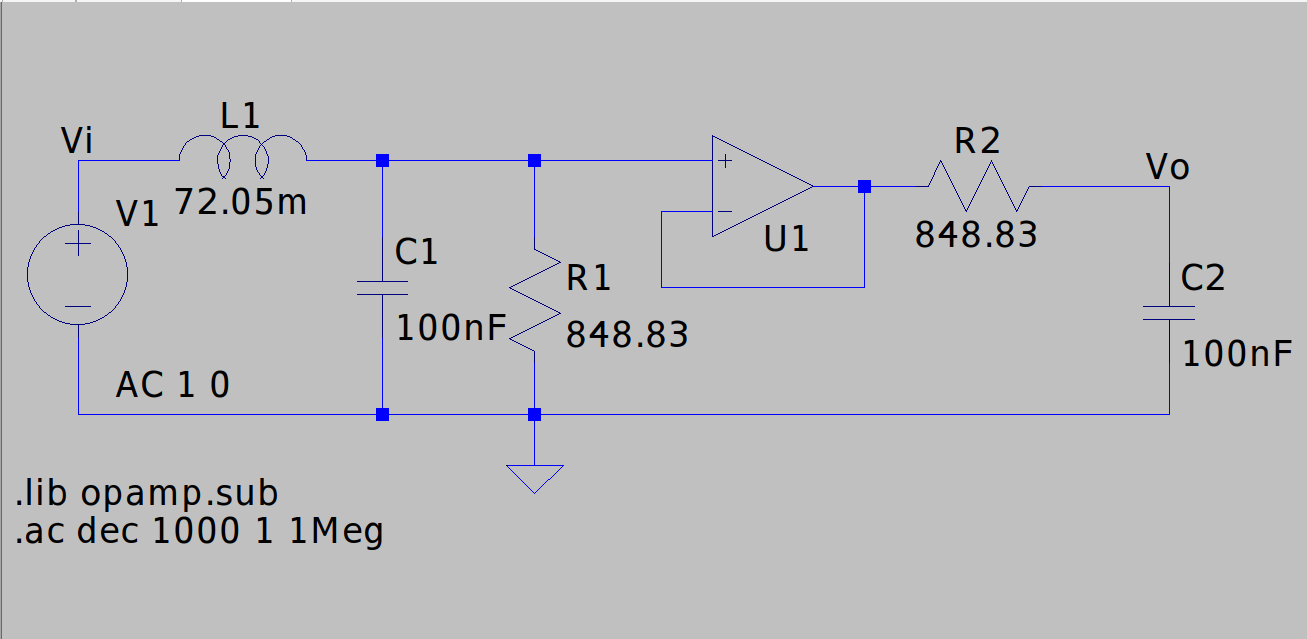 L1
Vi
R2
Vo
72.05m
V1
U1
848.83
C1
R1
C2
100nF
848.83
100nF
AC 1 0
.lib opamp.sub
.ac dec 1000 1 1Meg